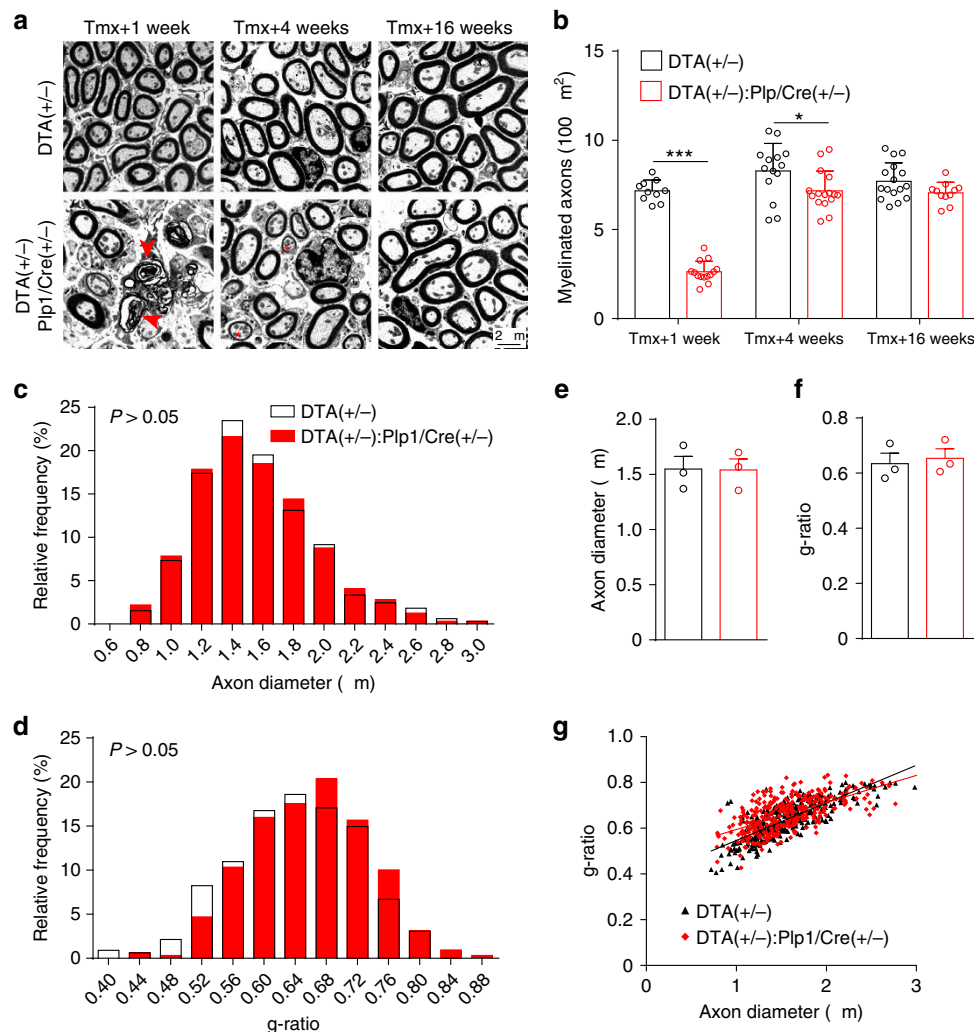 a
Tmx+1 week
Tmx+4 weeks
Tmx+16 weeks
DTA(+/–)
DTA(+/–)
Plp1/Cre(+/–)
2 m
b
15
10
5
0
Myelinated axons (100 m²)
DTA(+/–)
DTA(+/–):Plp/Cre(+/–)
***
*
Tmx+1 week
Tmx+4 weeks
Tmx+16 weeks
c
P > 0.05
DTA(+/–)
DTA(+/–):Plp1/Cre(+/–)
Relative frequency (%)
25
20
15
10
5
0
0.6 0.8 1.0 1.2 1.4 1.6 1.8 2.0 2.2 2.4 2.6 2.8 3.0
Axon diameter ( m)
e
2.0
1.5
1.0
1.5
0
Axon diameter ( m)
f
0.8
0.6
0.4
0.2
0
g-ratio
d
P > 0.05
Relative frequency (%)
25
20
15
10
5
0
0.40 0.44 0.48 0.52 0.56 0.60 0.64 0.68 0.72 0.76 0.80 0.84 0.88
g-ratio
g
1.0
0.8
0.6
0.4
0.2
0.0
g-ratio
DTA(+/–)
DTA(+/–):Plp1/Cre(+/–)
0 1 2 3
Axon diameter ( m)